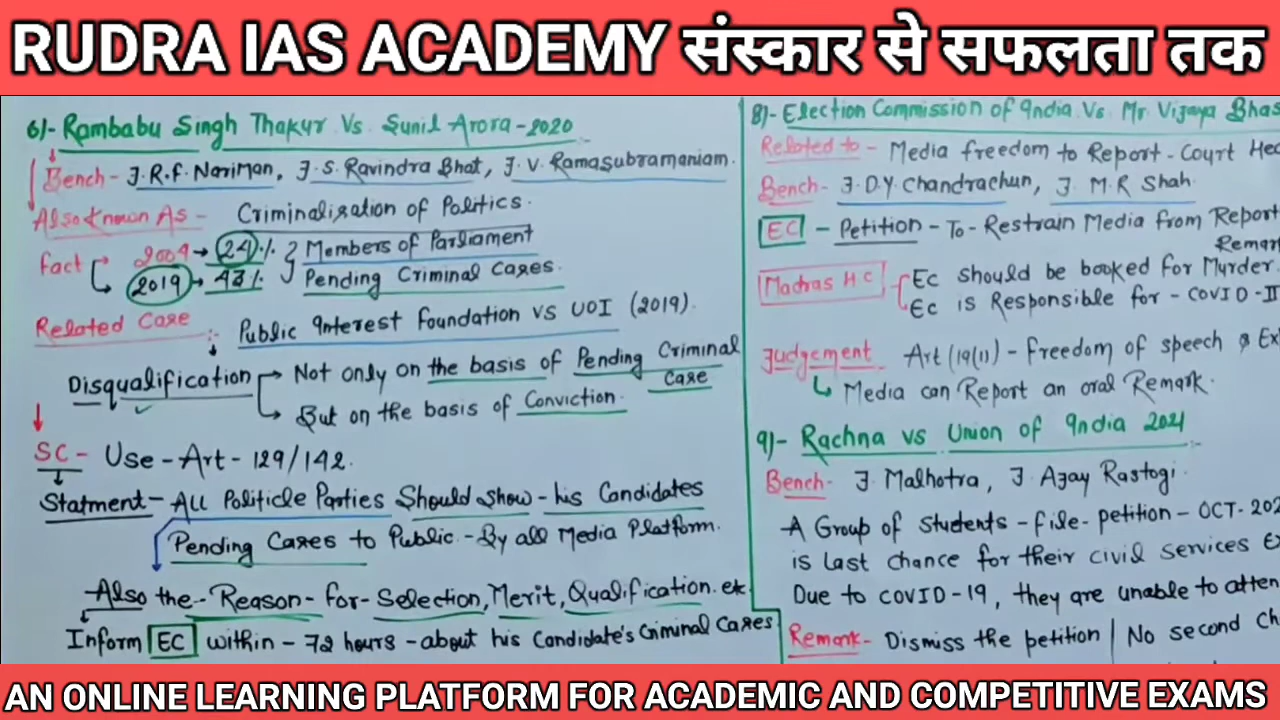 RUDRA IAS ACADEMY संस्कार से सफलता तक
6)- Rambabu Singh Thakur Vs. Sunil Arora-2020
Bench- J.R.F. Nariman, J.S. Ravindra Bhat, J.V. Ramasubramaniam.
Also Known As - Criminalisation of Politics.
Fact 2004 → 24% Members of Parliament
2019 → 43% Pending Criminal Cases.
Related Case :- Public Interest Foundation vs UOI (2019).
Disqualification → Not only on the basis of Pending Criminal Case
→ But on the basis of Conviction.
SC - Use - Art - 129/142.
Statment - All Politicle Parties Should Show - his Candidates
Pending Cases to Public - By all Media Platform.
Also the - Reason - for - Selection, Merit, Qualification. etc
Inform EC within - 72 hours - about his Candidate's Criminal Cases
8)- Election Commission of India Vs. Mr. Vijaya Bhas
Related to - Media freedom to Report - Court Hea
Bench - J.D.Y. Chandrachun, J. M.R Shah
EC - Petition - To - Restrain Media from Report
Remar
Madras H C EC should be booked for Murder.
EC is Responsible for - COVID-II
Judgement Art (19(1)) - Freedom of speech & Ex
Media can Report an oral Remark.
9)- Rachna vs Union of India 2021
Bench- J. Malhotra, J. Ajay Rastogi.
A Group of Students - file - petition - OCT - 202
is last chance for their civil services E
Due to COVID-19, they are unable to atten
Remark - Dismiss the petition / No second Ch
AN ONLINE LEARNING PLATFORM FOR ACADEMIC AND COMPETITIVE EXAMS